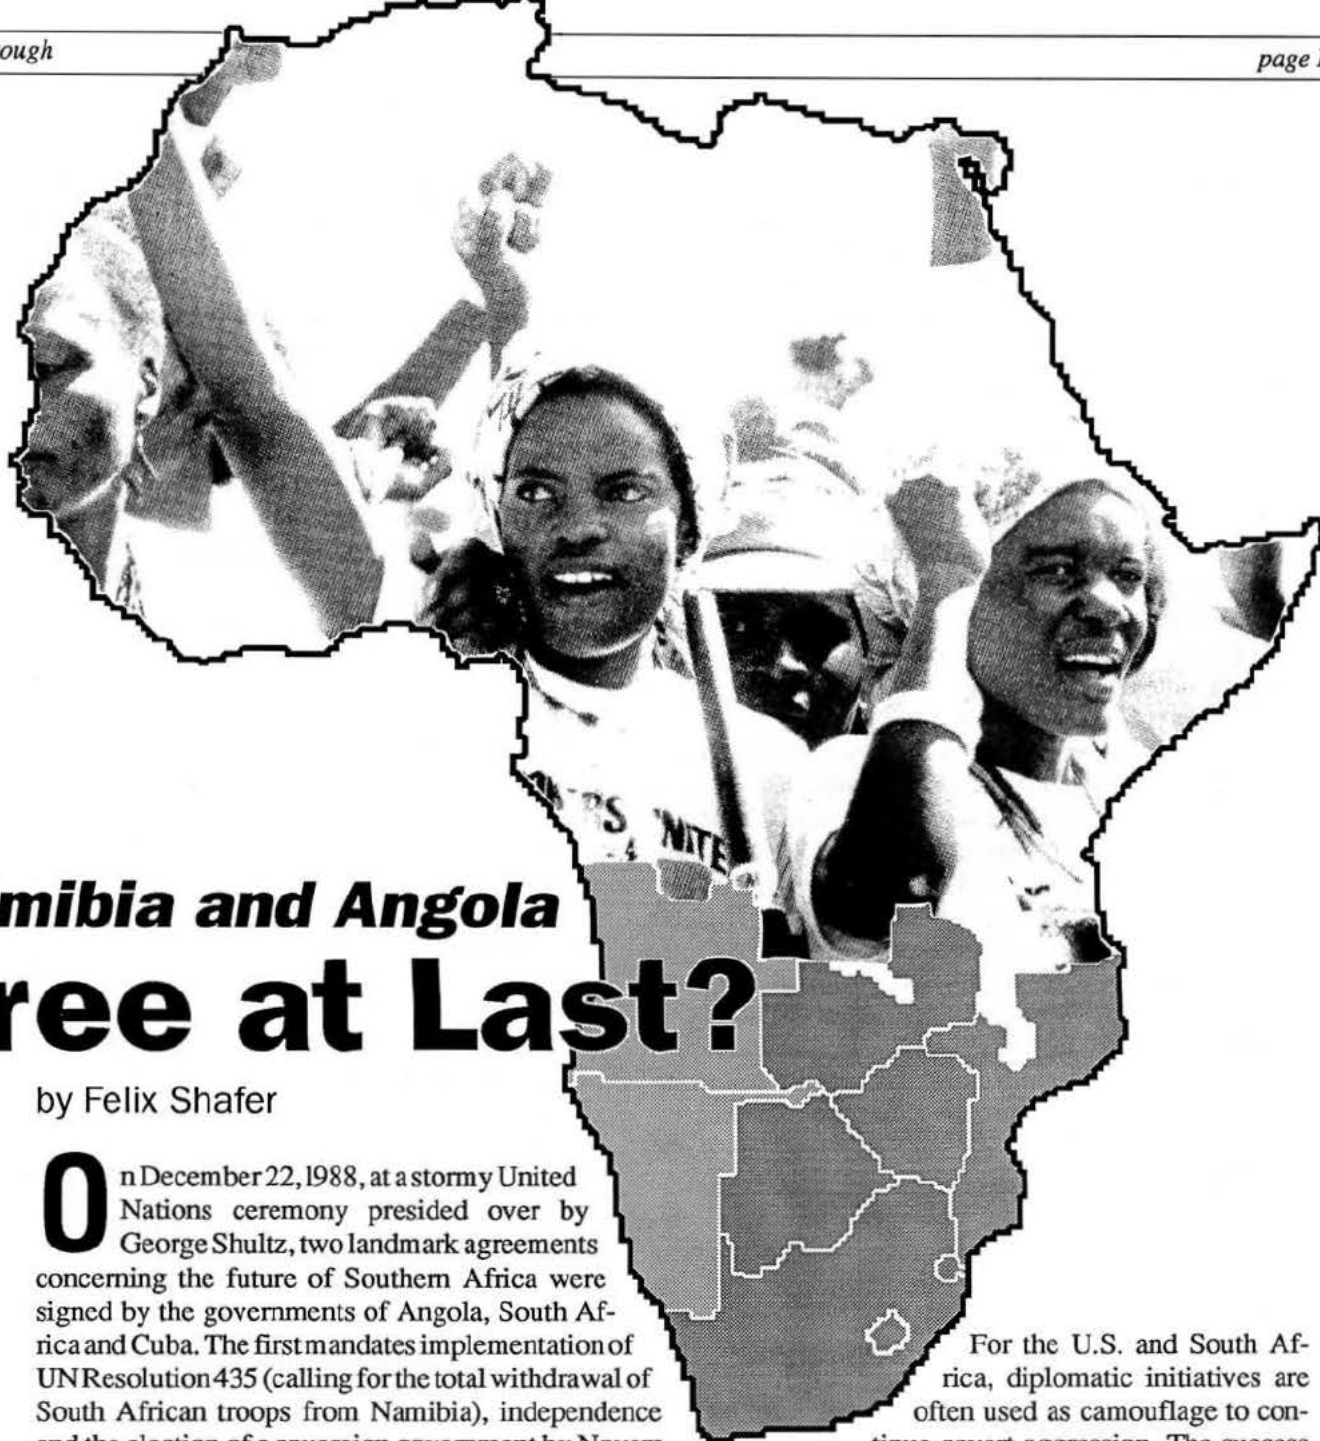 ough
page
mibia and Angola
ree at Last?
by Felix Shafer
On December 22, 1988, at a stormy United
Nations ceremony presided over by
George Shultz, two landmark agreements
concerning the future of Southern Africa were
signed by the governments of Angola, South Af-
rica and Cuba. The first mandates implementation of
UN Resolution 435 (calling for the total withdrawal of
South African troops from Namibia), independence
For the U.S. and South Af-
rica, diplomatic initiatives are
often used as camouflage to con-
NITE